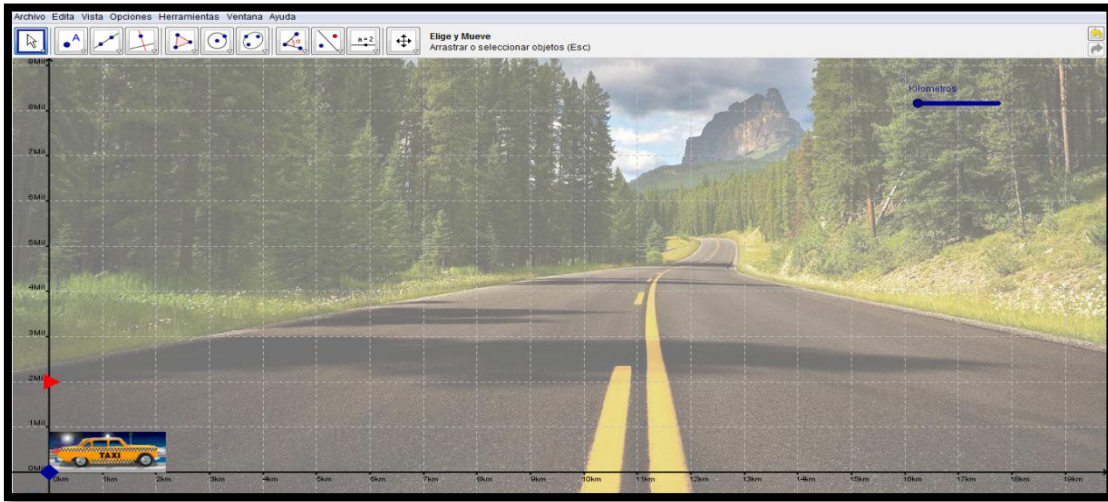 Archivo Edita Vista Opciones Herramientas Ventana Ayuda
A
a=2
Elige y Mueve
Arrastrar o seleccionar objetos (Esc)
9Mil
Kilometros
8Mil
7Mil
6Mil
5Mil
4Mil
3Mil
2Mil
1Mil
TAXI
0Mil
0km 1km 2km 3km 4km 5km 6km 7km 8km 9km 10km 11km 12km 13km 14km 15km 16km 17km 18km 19km